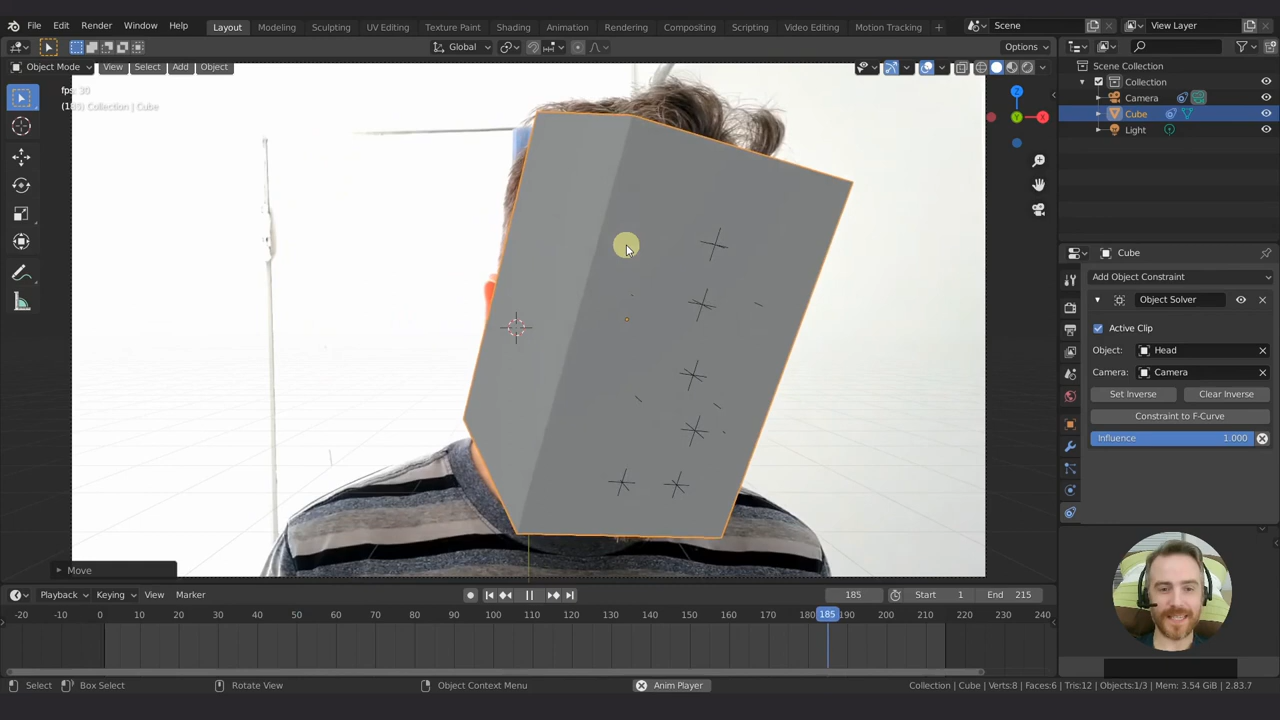 File Edit Render Window Help Layout Modeling Sculpting UV Editing Texture Paint Shading Animation Rendering Compositing Scripting Video Editing Motion Tracking + Scene View Layer
Global Options
Object Mode View Select Add Object
fps: 30
(185) Collection | Cube
Z
Y
X
Move
Scene Collection
Collection
Camera
Cube
Light
Cube
Add Object Constraint
Object Solver
Active Clip
Object: Head
Camera: Camera
Set Inverse Clear Inverse
Constraint to F-Curve
Influence 1.000
Playback Keying View Marker 185 Start 1 End 215
-20 -10 0 10 20 30 40 50 60 70 80 90 100 110 120 130 140 150 160 170 180 185 190 200 210 220 230 240
Select Box Select Rotate View Object Context Menu Anim Player Collection | Cube | Verts:8 | Faces:6 | Tris:12 | Objects:1/3 | Mem: 3.54 GiB | 2.83.7